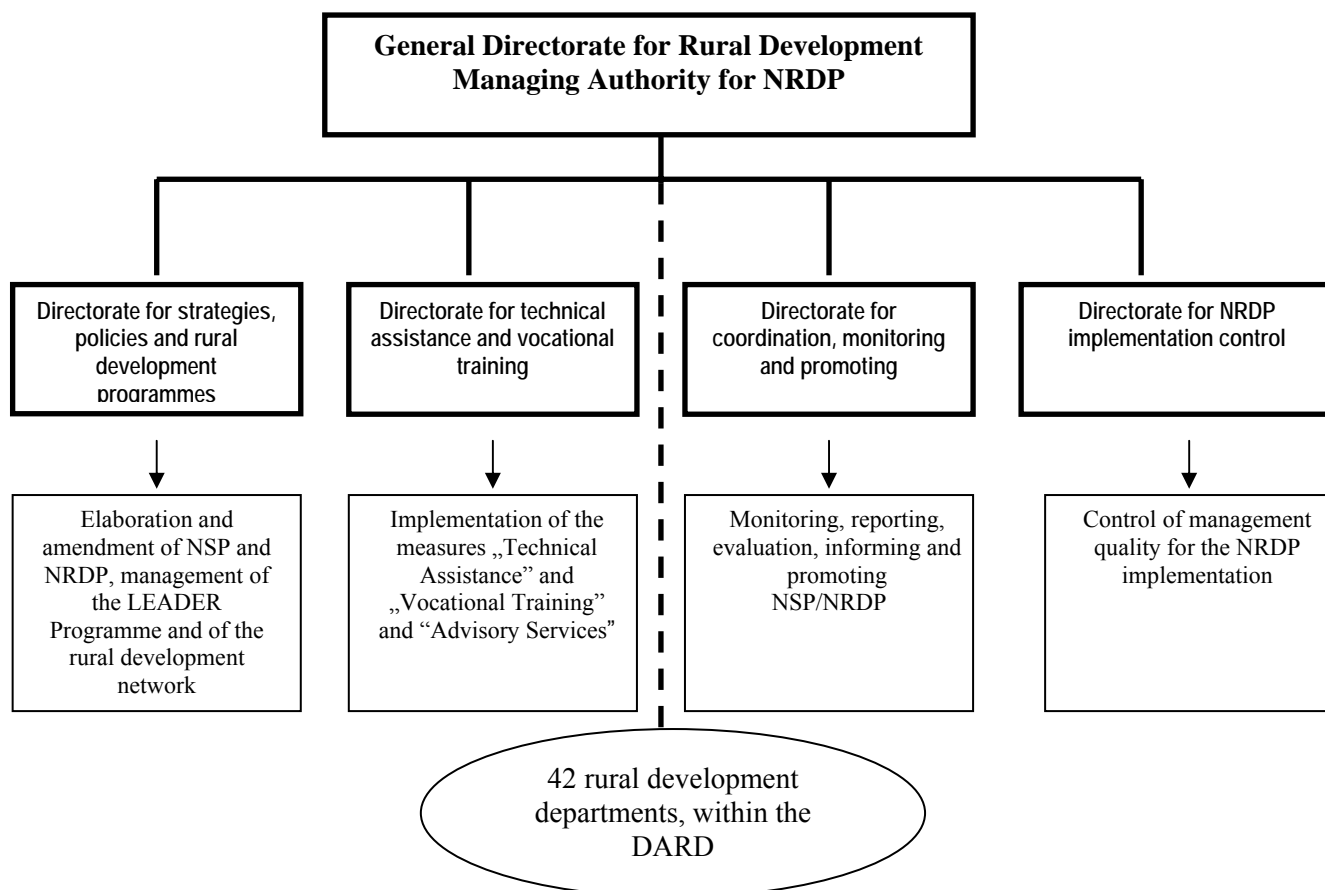 General Directorate for Rural Development
Managing Authority for NRDP
Directorate for strategies,
policies and rural
development
programmes
Directorate for technical
assistance and vocational
training
Directorate for
coordination, monitoring
and promoting
Directorate for NRDP
implementation control
Elaboration and
amendment of NSP and
NRDP, management of
the LEADER
Programme and of the
rural development
network
Implementation of the
measures „Technical
Assistance” and
„Vocational Training”
and “Advisory Services”
Monitoring, reporting,
evaluation, informing and
promoting
NSP/NRDP
Control of management
quality for the NRDP
implementation
42 rural development
departments, within the
DARD